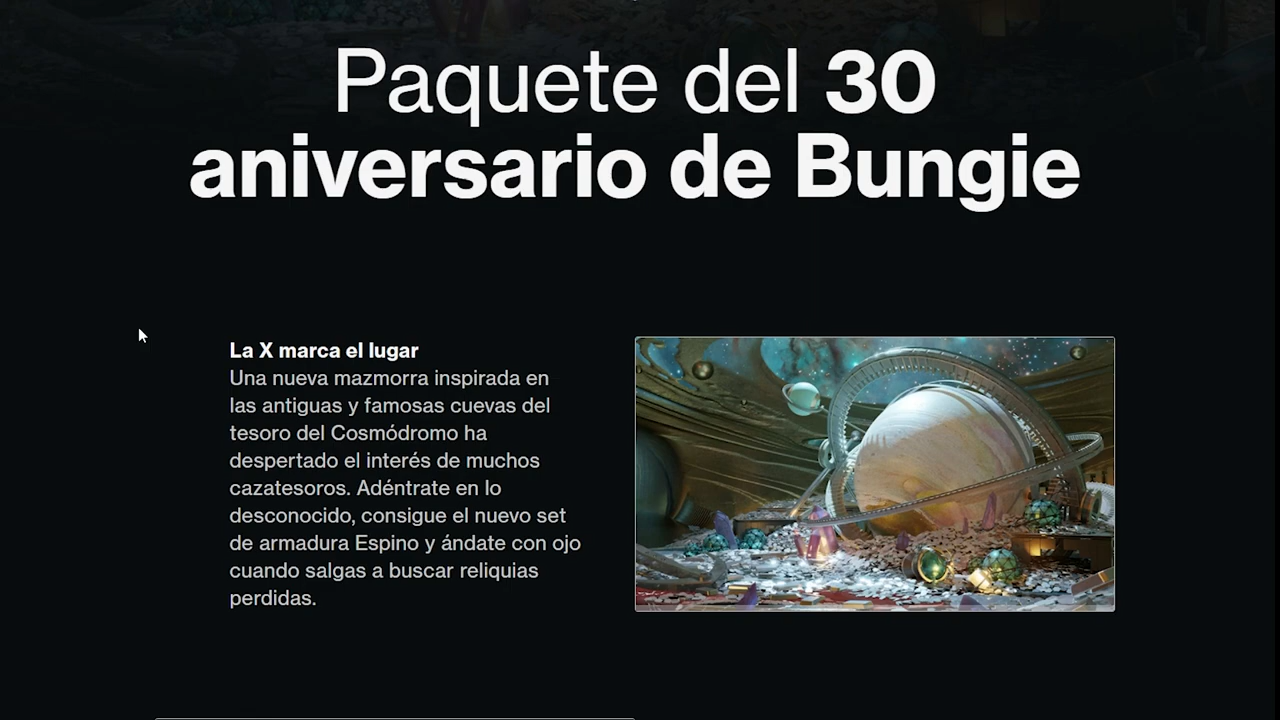 Paquete del 30
aniversario de Bungie
La X marca el lugar
Una nueva mazmorra inspirada en
las antiguas y famosas cuevas del
tesoro del Cosmódromo ha
despertado el interés de muchos
cazatesoros. Adéntrate en lo
desconocido, consigue el nuevo set
de armadura Espino y ándate con ojo
cuando salgas a buscar reliquias
perdidas.